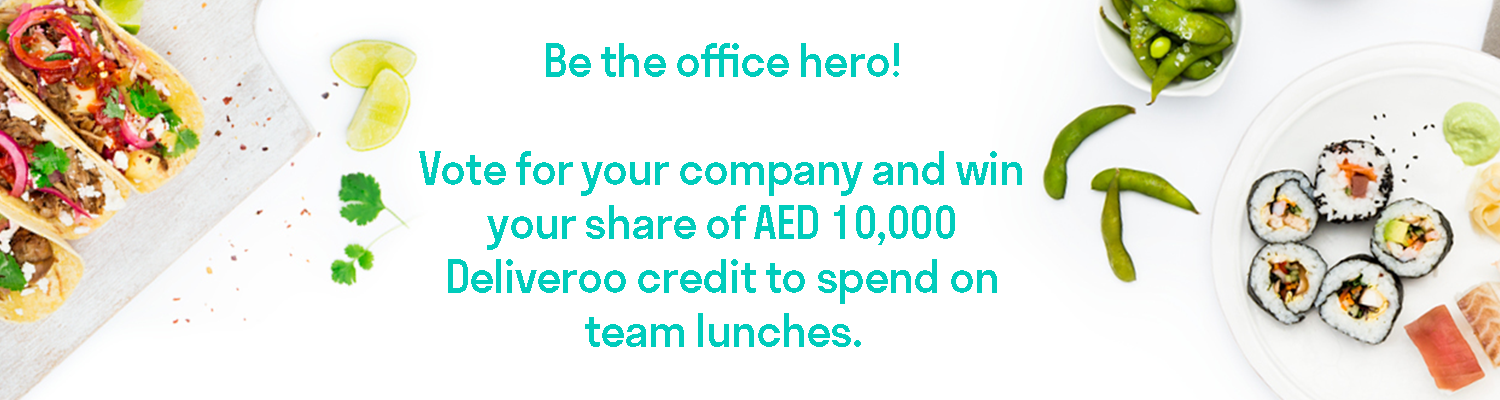 Be the office hero!
Vote for your company and win
your share of AED 10,000
Deliveroo credit to spend on
team lunches.